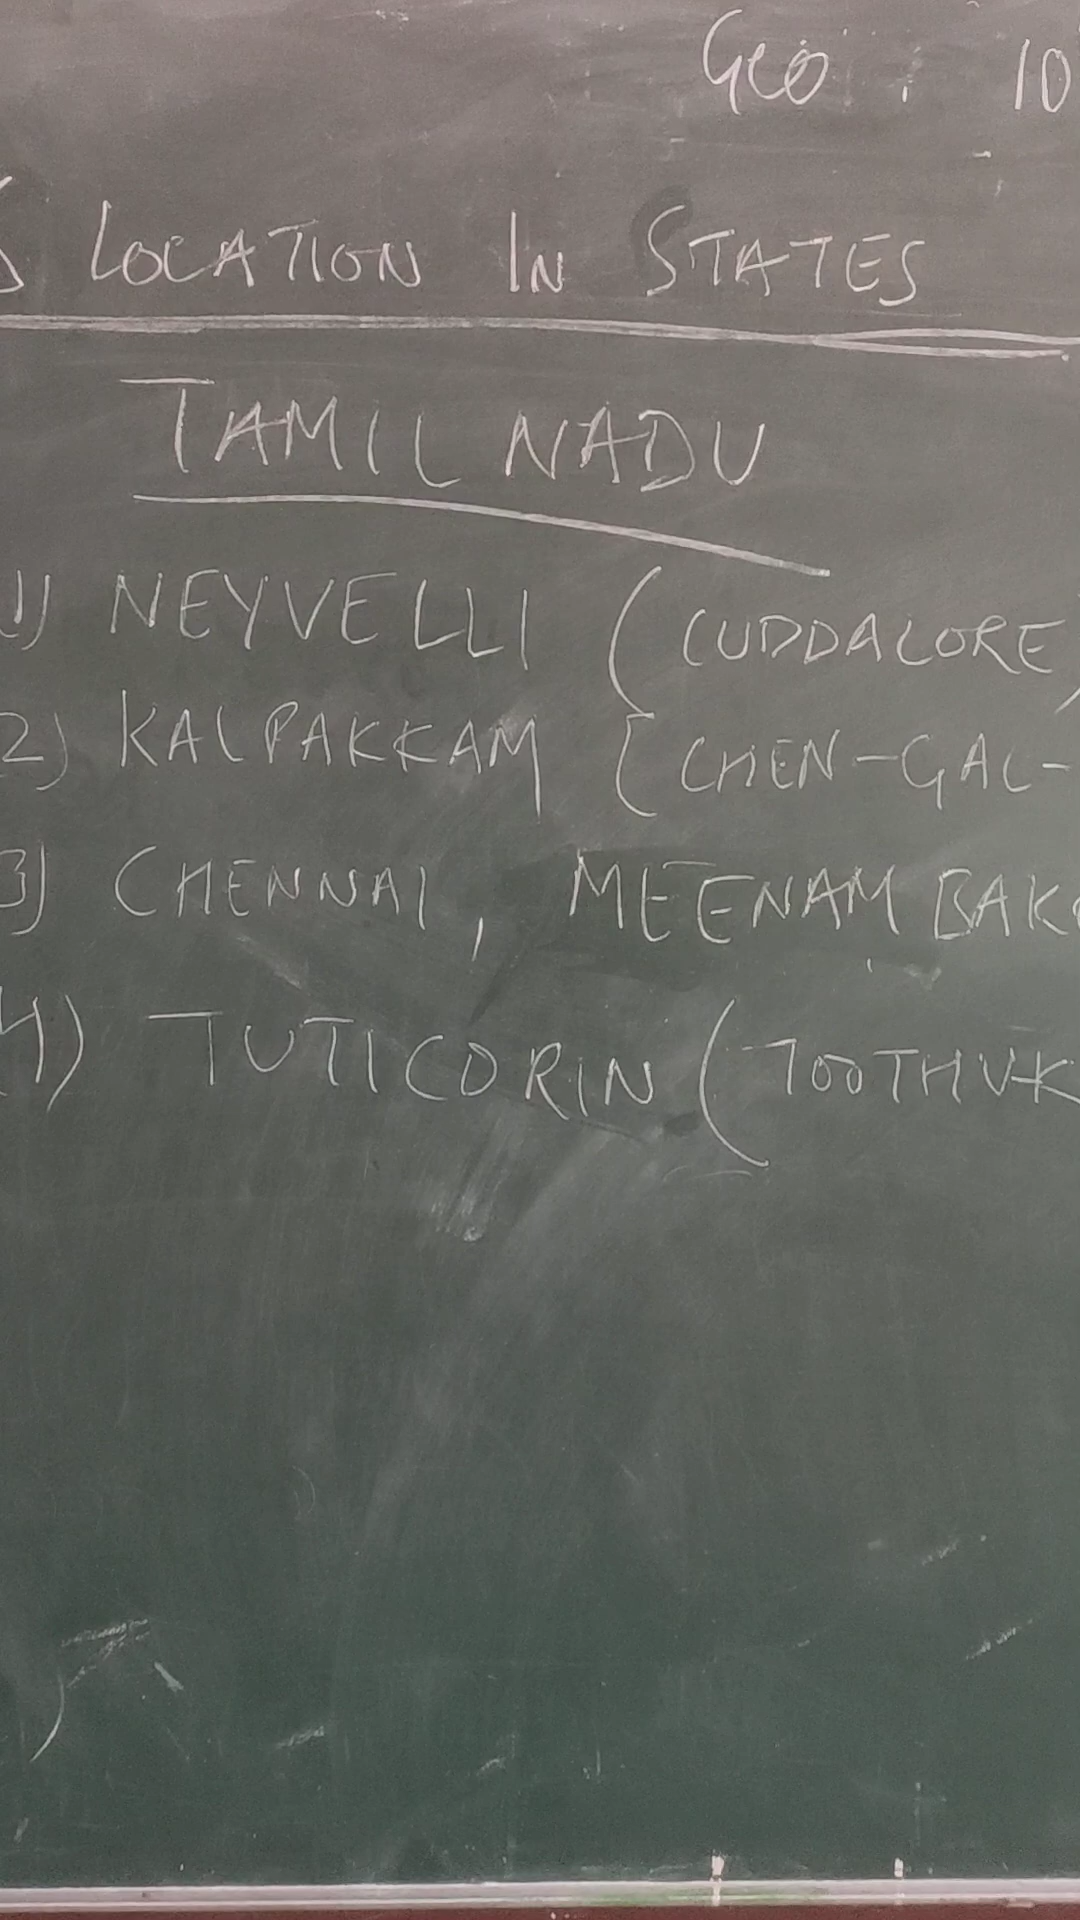 Geo : 10
LOCATION IN STATES
TAMIL NADU
1) NEYVELLI (CUDDALORE
2) KALPAKKAM [CHEN-GAL-
3) CHENNAI, MEENAMBAK
4) TUTICORIN (TOOTHUK